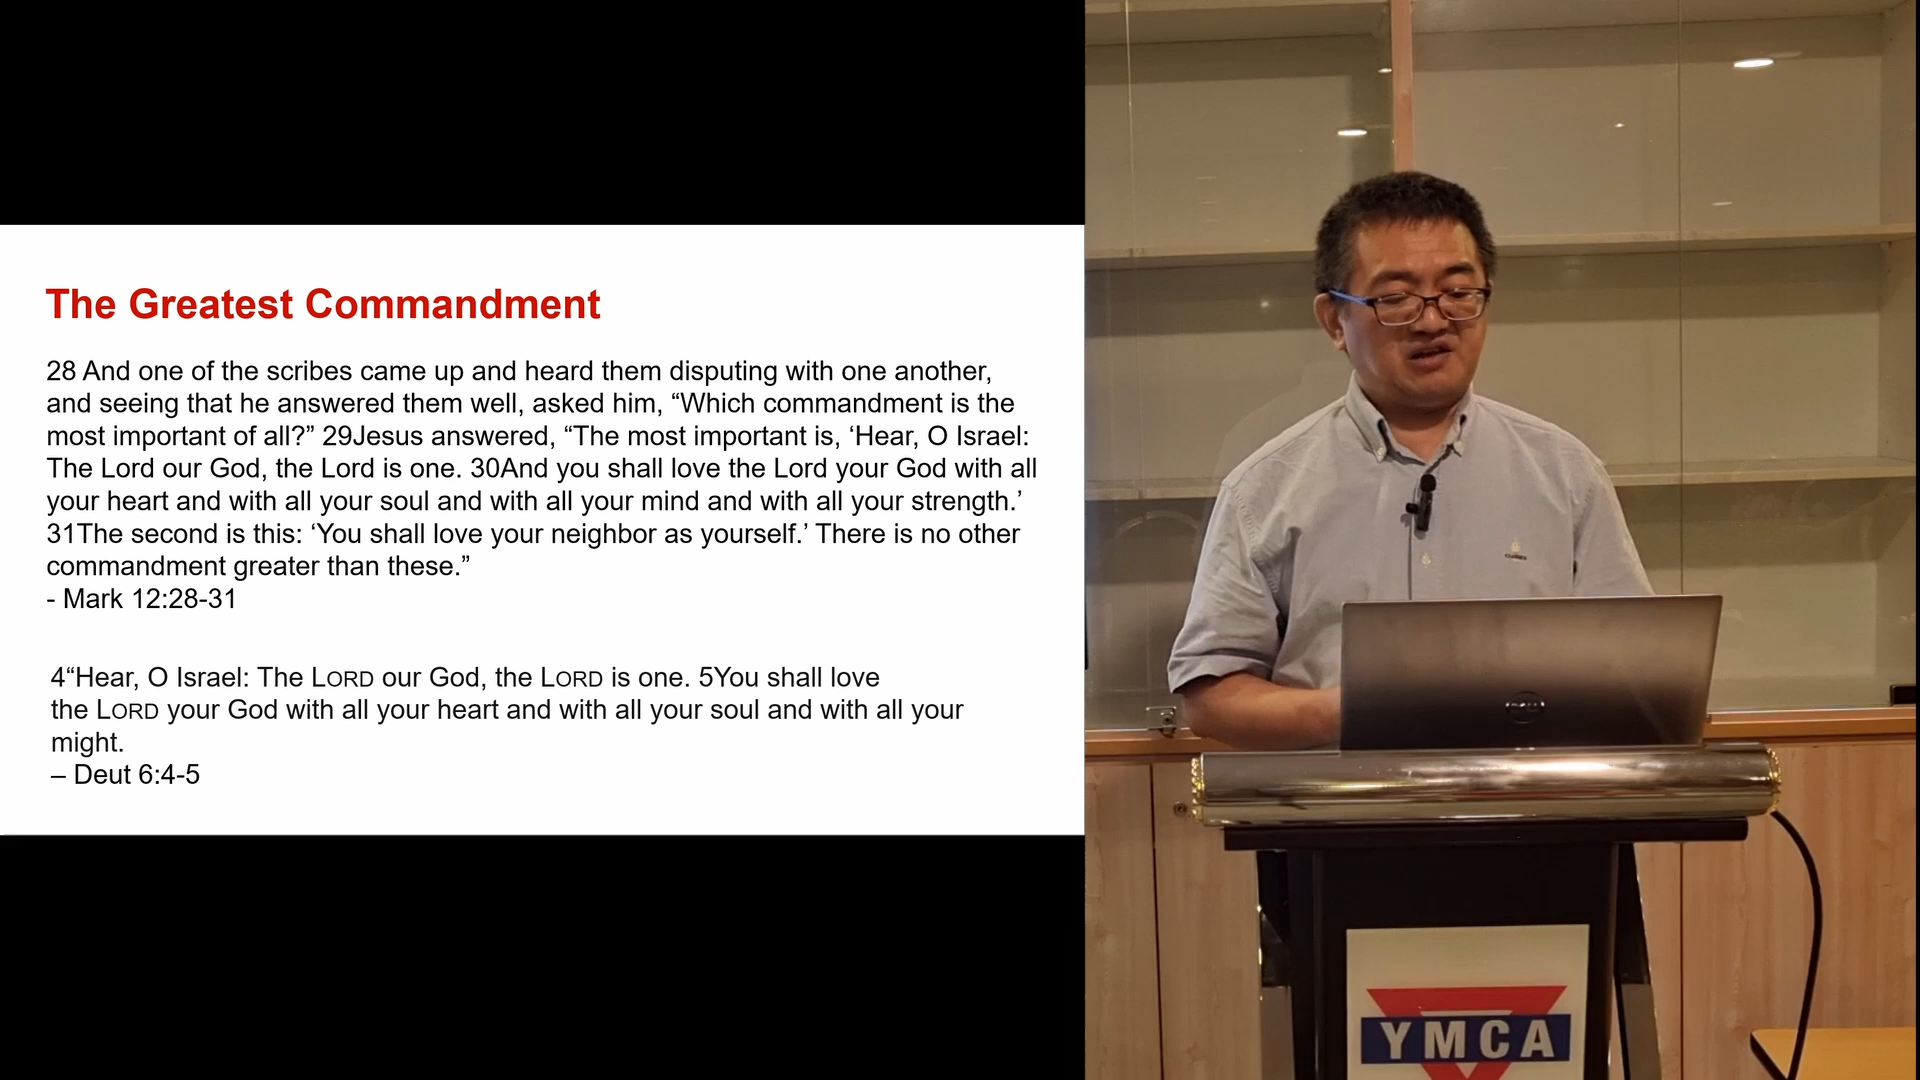 The Greatest Commandment
28 And one of the scribes came up and heard them disputing with one another,
and seeing that he answered them well, asked him, “Which commandment is the
most important of all?” 29Jesus answered, “The most important is, ‘Hear, O Israel:
The Lord our God, the Lord is one. 30And you shall love the Lord your God with all
your heart and with all your soul and with all your mind and with all your strength.’
31The second is this: ‘You shall love your neighbor as yourself.’ There is no other
commandment greater than these.”
- Mark 12:28-31
4“Hear, O Israel: The LORD our God, the LORD is one. 5You shall love
the LORD your God with all your heart and with all your soul and with all your
might.
– Deut 6:4-5
DELL
YMCA